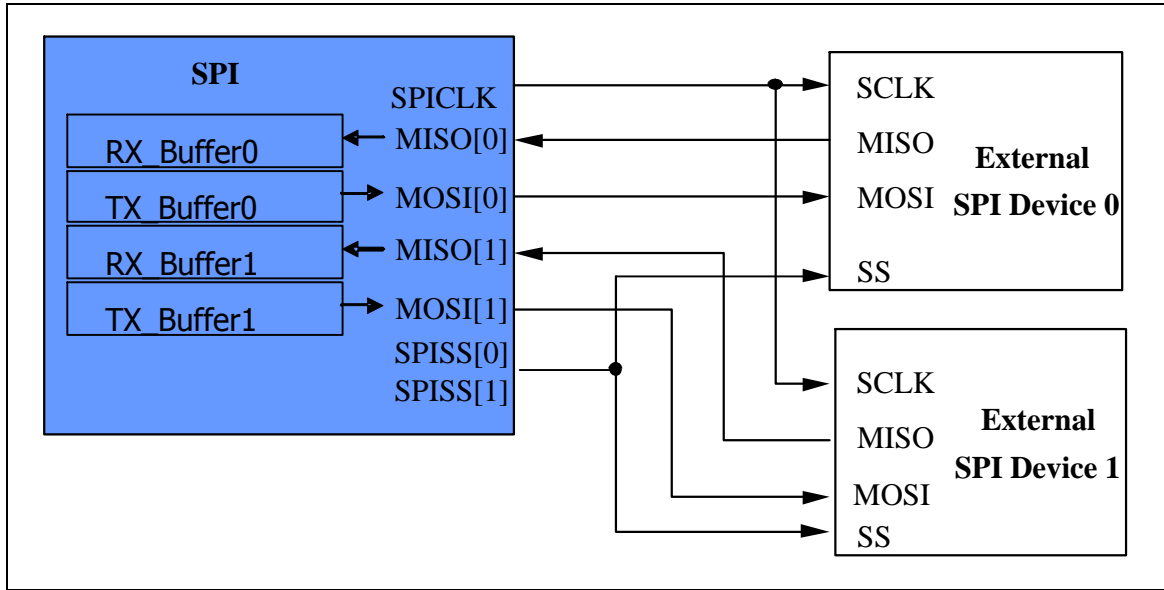 SPI
SPICLK
RX_Buffer0
MISO[0]
TX_Buffer0
MOSI[0]
RX_Buffer1
MISO[1]
TX_Buffer1
MOSI[1]
SPISS[0]
SPISS[1]
SCLK
MISO
MOSI
SS
External
SPI Device 0
SCLK
MISO
MOSI
SS
External
SPI Device 1